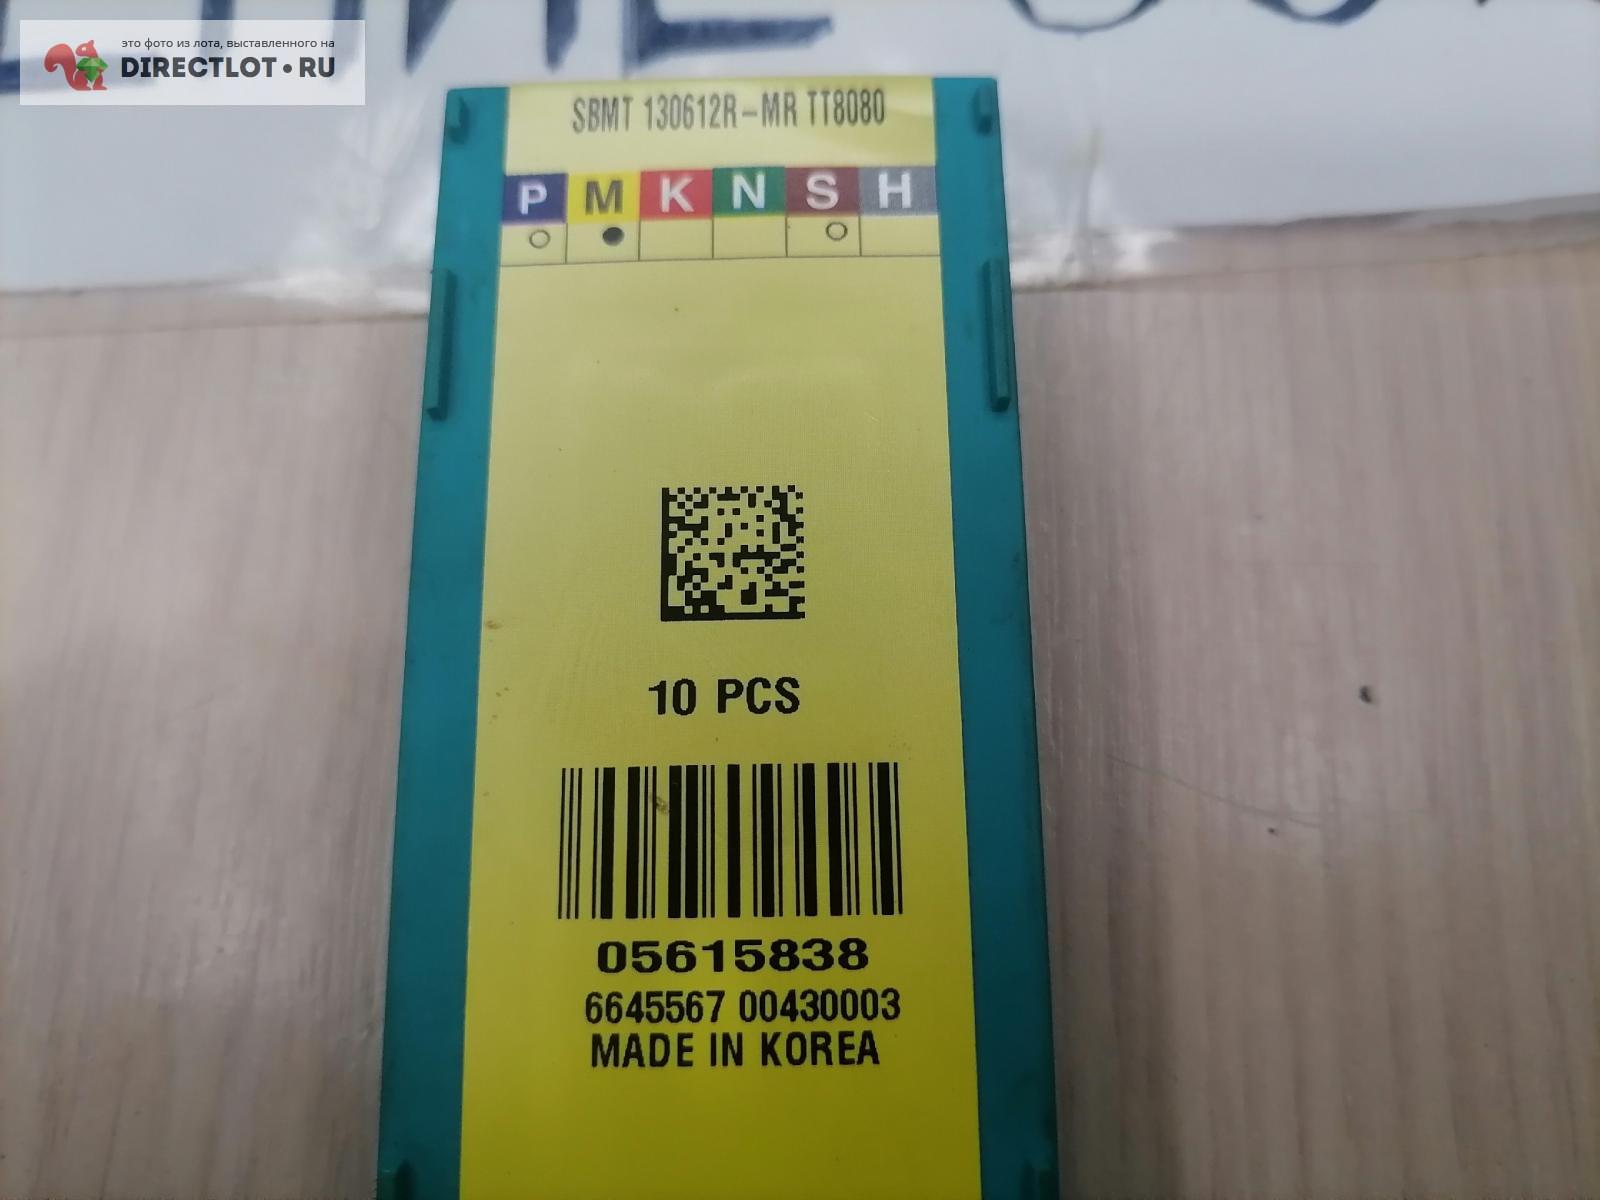 это фото из лота, выставленного на
DIRECTLOT•RU
SBMT 130612R-MR TT8080
P M K N S H
10 PCS
05615838
6645567 00430003
MADE IN KOREA